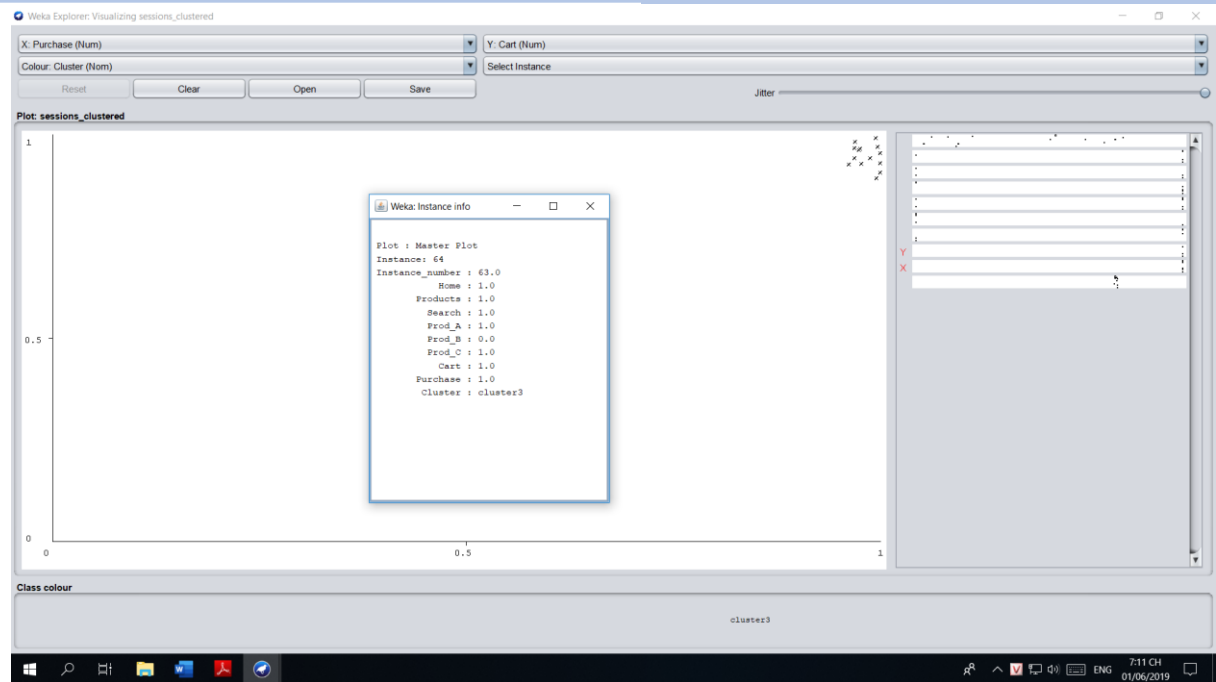 Weka Explorer: Visualizing sessions_clustered
X: Purchase (Num)
Y: Cart (Num)
Colour: Cluster (Nom)
Select Instance
Reset
Clear
Open
Save
Jitter
Plot: sessions_clustered
1
0.5
0
0
0.5
1
Weka: Instance info
Plot : Master Plot
Instance: 64
Instance_number : 63.0
Home : 1.0
Products : 1.0
Search : 1.0
Prod_A : 1.0
Prod_B : 0.0
Prod_C : 1.0
Cart : 1.0
Purchase : 1.0
Cluster : cluster3
Y
X
Class colour
cluster3
ENG
7:11 CH
01/06/2019